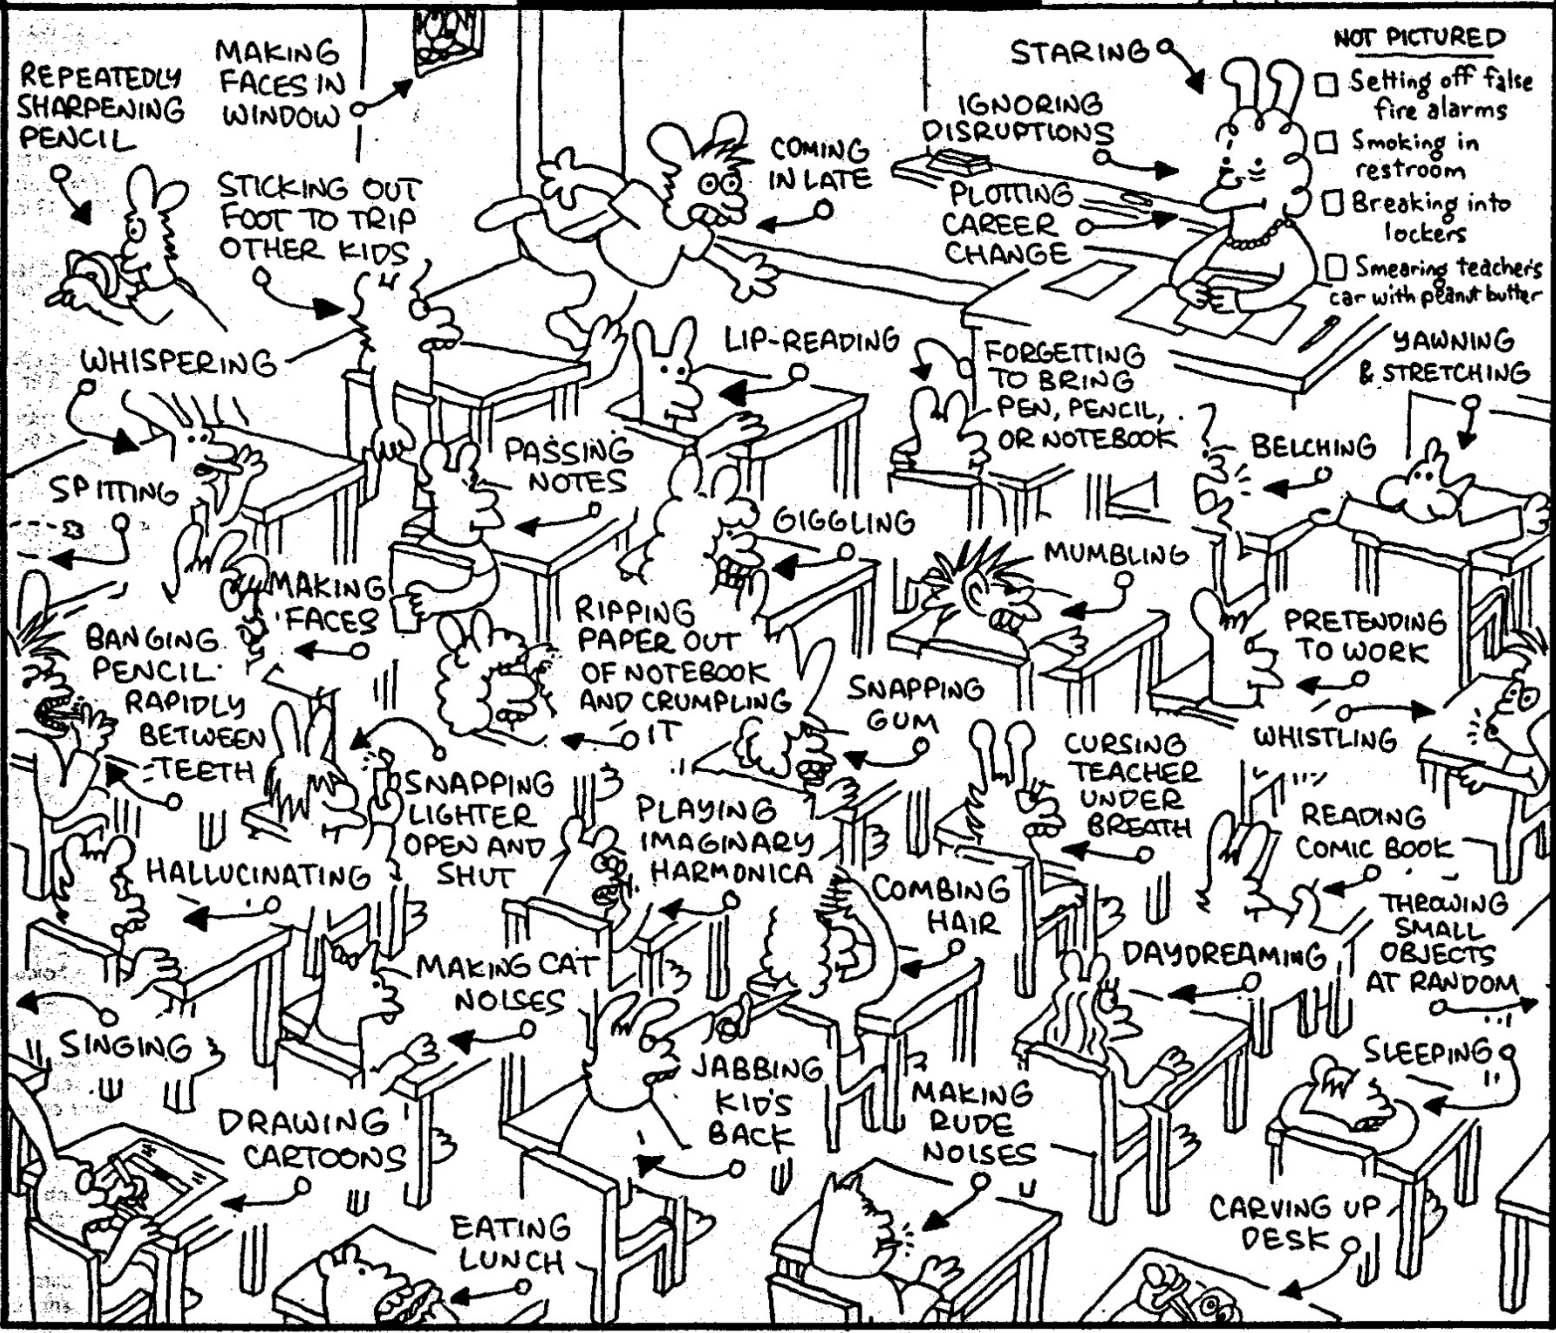 REPEATEDLY
SHARPENING
PENCIL
MAKING
FACES IN
WINDOW
STICKING OUT
FOOT TO TRIP
OTHER KIDS
COMING
IN LATE
STARING
IGNORING
DISRUPTIONS
PLOTTING
CAREER
CHANGE
NOT PICTURED
Setting off false
fire alarms
Smoking in
restroom
Breaking into
lockers
Smearing teacher's
car with peanut butter
WHISPERING
LIP-READING
FORGETTING
TO BRING
PEN, PENCIL,
OR NOTEBOOK
YAWNING
& STRETCHING
BELCHING
SPITTING
PASSING
NOTES
GIGGLING
MUMBLING
MAKING
FACES
BANGING
PENCIL
RAPIDLY
BETWEEN
TEETH
RIPPING
PAPER OUT
OF NOTEBOOK
AND CRUMPLING
IT
SNAPPING
GUM
PRETENDING
TO WORK
WHISTLING
CURSING
TEACHER
UNDER
BREATH
SNAPPING
LIGHTER
OPEN AND
SHUT
PLAYING
IMAGINARY
HARMONICA
READING
COMIC BOOK
HALLUCINATING
COMBING
HAIR
THROWING
SMALL
OBJECTS
AT RANDOM
DAYDREAMING
MAKING CAT
NOISES
SINGING
JABBING
KID'S
BACK
MAKING
RUDE
NOISES
SLEEPING
DRAWING
CARTOONS
EATING
LUNCH
CARVING UP
DESK